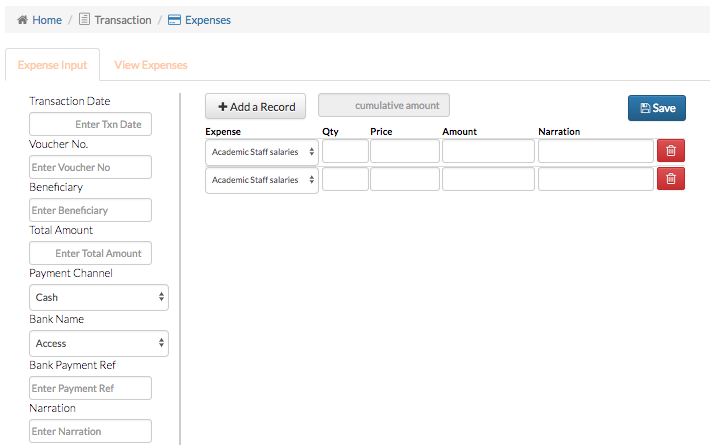 Home / Transaction / Expenses
Expense Input View Expenses
Transaction Date
Enter Txn Date
Voucher No.
Enter Voucher No
Beneficiary
Enter Beneficiary
Total Amount
Enter Total Amount
Payment Channel
Cash
Bank Name
Access
Bank Payment Ref
Enter Payment Ref
Narration
Enter Narration
+ Add a Record cumulative amount Save
Expense Qty Price Amount Narration
Academic Staff salaries
Academic Staff salaries